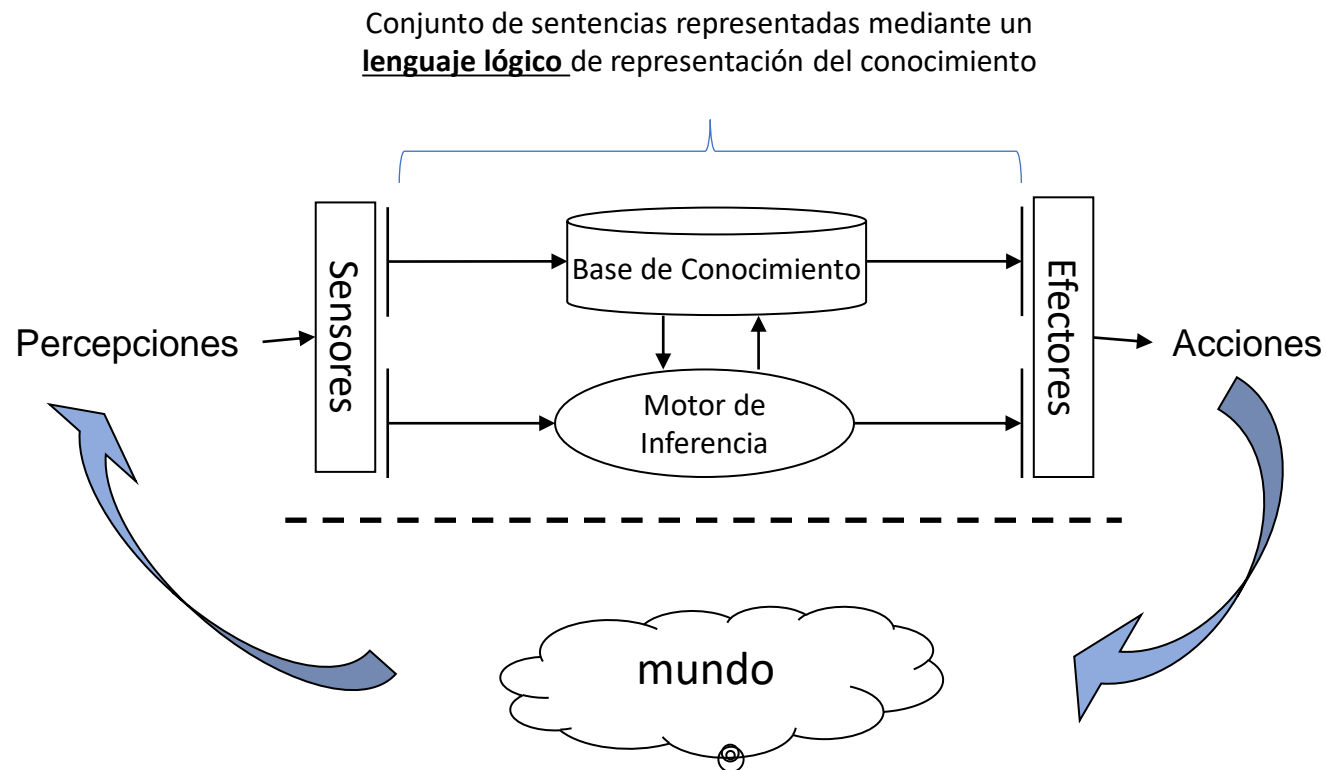 Conjunto de sentencias representadas mediante un
lenguaje lógico de representación del conocimiento
Sensores
Base de Conocimiento
Efectores
Percepciones
Acciones
Motor de
Inferencia
mundo